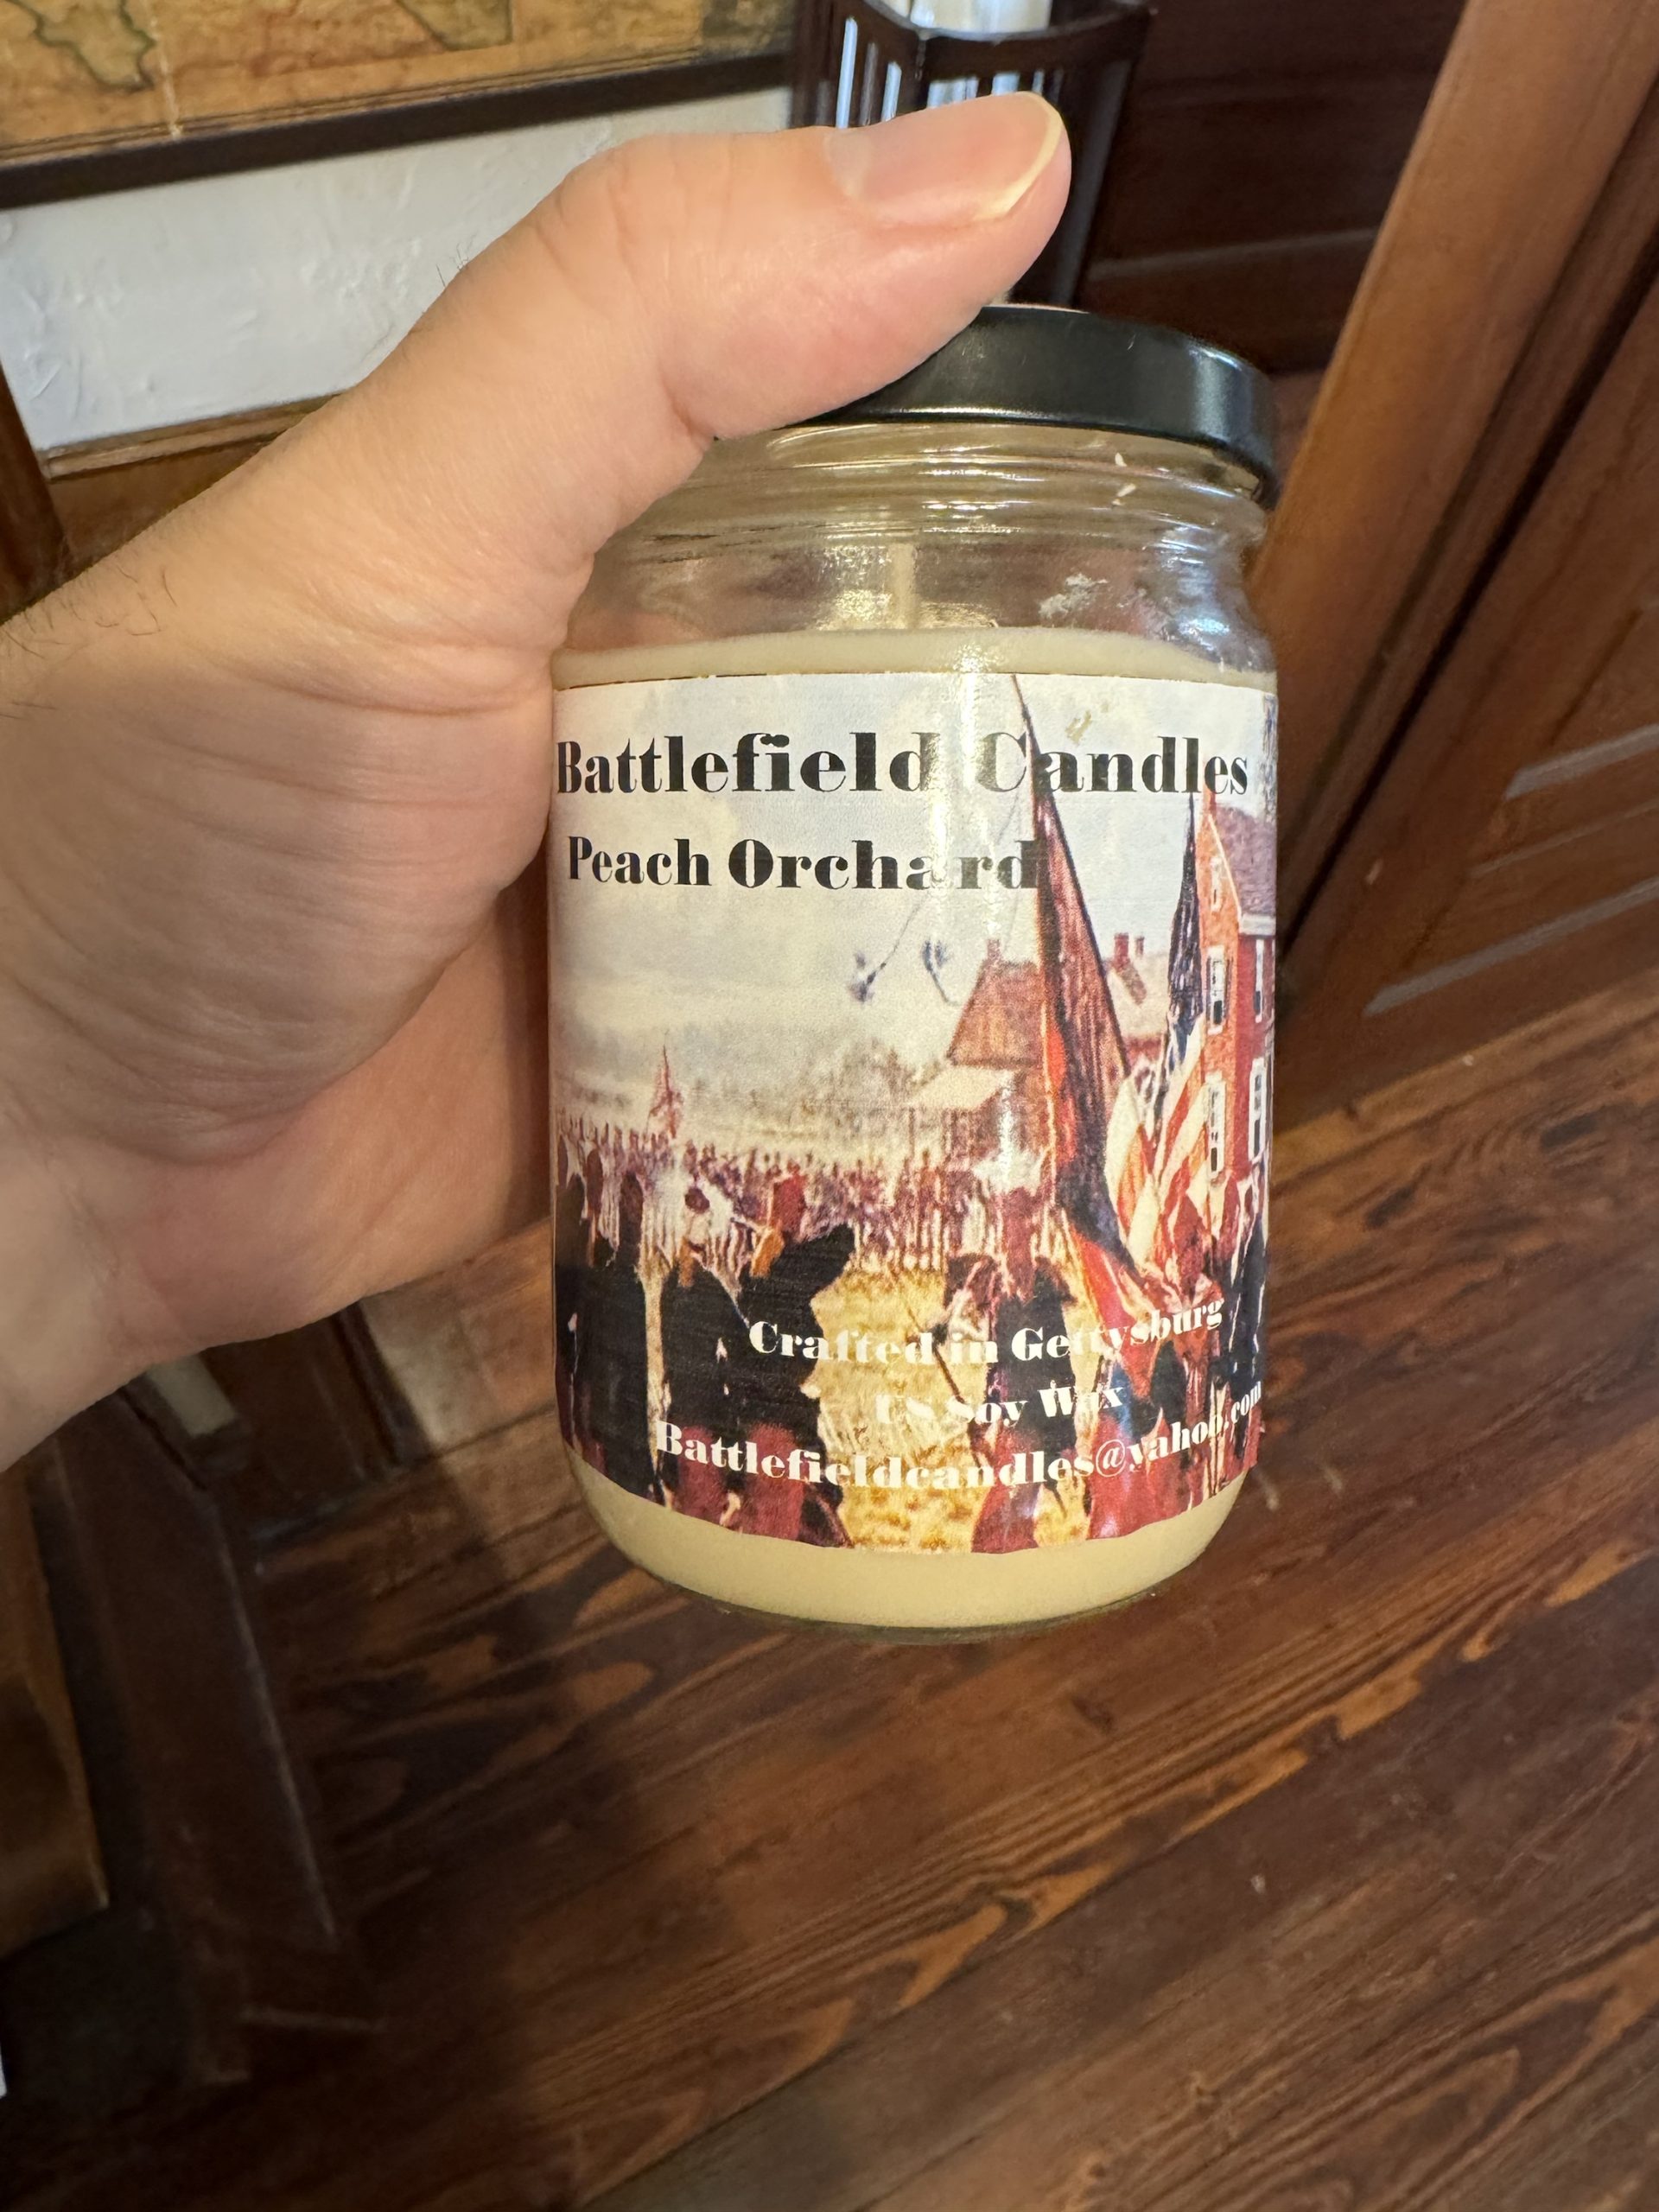 Battlefield Candles
Peach Orchard
Crafted in Gettysburg
US Soy Wax
Battlefieldcandles@yahoo.com